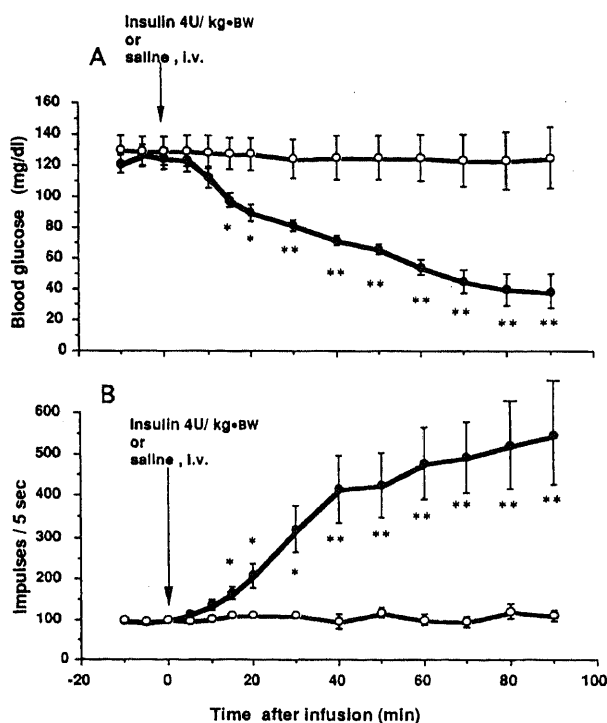 Insulin 4U/ kg•BW
or
saline , i.v.
A
160
140
120
100
80
60
40
20
0
Blood glucose (mg/dl)
* * ** ** ** ** ** ** **
B
Insulin 4U/ kg•BW
or
saline , i.v.
600
500
400
300
200
100
0
Impulses / 5 sec
* * * ** ** ** ** ** **
-20 0 20 40 60 80 100
Time after infusion (min)